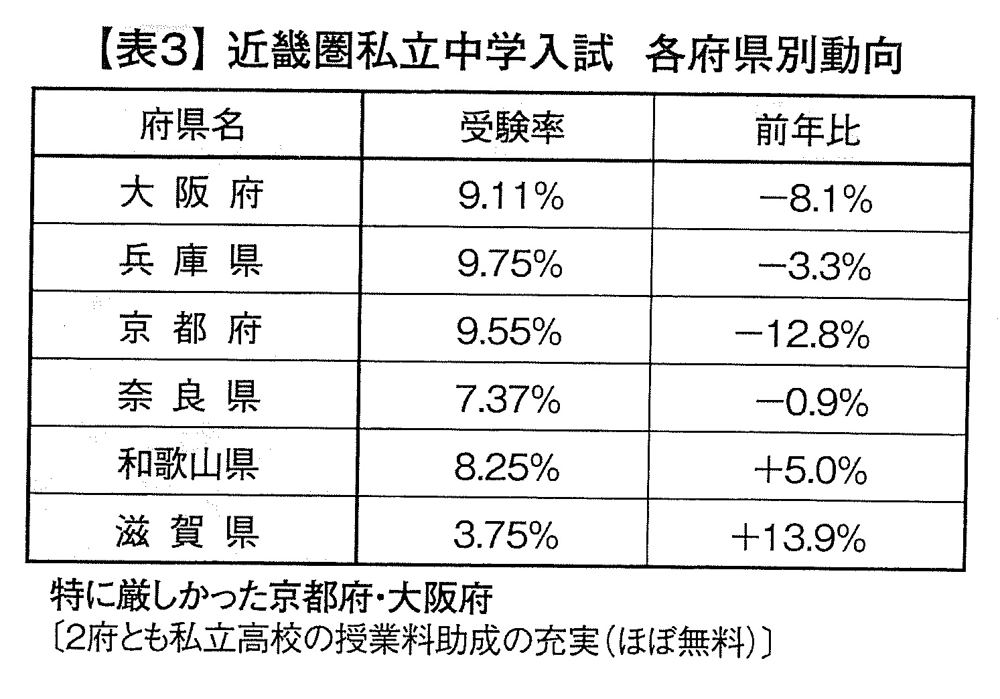 【表3】近畿圏私立中学入試 各府県別動向
府県名 受験率 前年比
大阪府 9.11% －8.1%
兵庫県 9.75% －3.3%
京都府 9.55% －12.8%
奈良県 7.37% －0.9%
和歌山県 8.25% ＋5.0%
滋賀県 3.75% ＋13.9%
特に厳しかった京都府・大阪府
〔2府とも私立高校の授業料助成の充実(ほぼ無料)〕